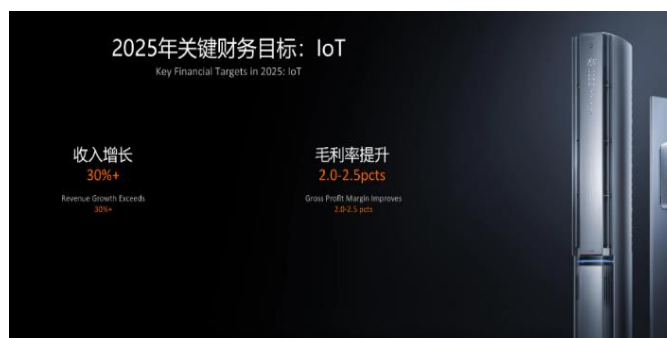 2025年关键财务目标：IoT
Key Financial Targets in 2025: IoT
收入增长
30%+
Revenue Growth Exceeds
30%+
毛利率提升
2.0-2.5pcts
Gross Profit Margin Improves
2.0-2.5 pcts